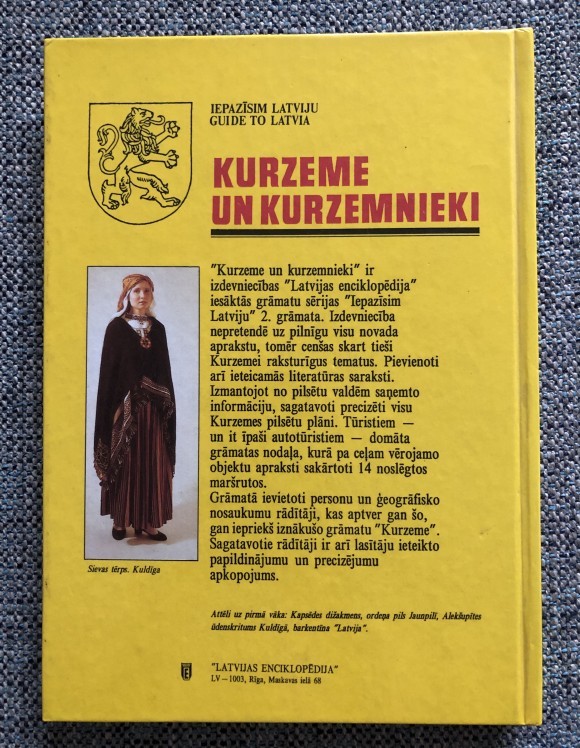 IEPAZĪSIM LATVIJU
GUIDE TO LATVIA
KURZEME
UN KURZEMNIEKI
"Kurzeme un kurzemnieki" ir
izdevniecības "Latvijas enciklopēdija"
iesāktās grāmatu sērijas "Iepazīsim
Latviju" 2. grāmata. Izdevniecība
nepretendē uz pilnīgu visu novada
aprakstu, tomēr cenšas skart tieši
Kurzemei raksturīgus tematus. Pievienoti
arī ieteicamās literatūras saraksti.
Izmantojot no pilsētu valdēm saņemto
informāciju, sagatavoti precizēti visu
Kurzemes pilsētu plāni. Tūristiem —
un it īpaši autotūristiem — domāta
grāmatas nodaļa, kurā pa ceļam vērojamo
objektu apraksti sakārtoti 14 noslēgtos
maršrutos.
Grāmatā ievietoti personu un ģeogrāfisko
nosaukumu rādītāji, kas aptver gan šo,
gan iepriekš iznākušo grāmatu "Kurzeme".
Sagatavotie rādītāji ir arī lasītāju ieteikto
papildinājumu un precizējumu
apkopojums.
Sievas tērps. Kuldīga
Attēli uz pirmā vāka: Kapsēdes dižakmens, ordeņa pils Jaunpilī, Alekšupītes
ūdenskritums Kuldīgā, barkentīna "Latvija".
"LATVIJAS ENCIKLOPĒDIJA"
LV — 1003, Rīga, Maskavas ielā 68